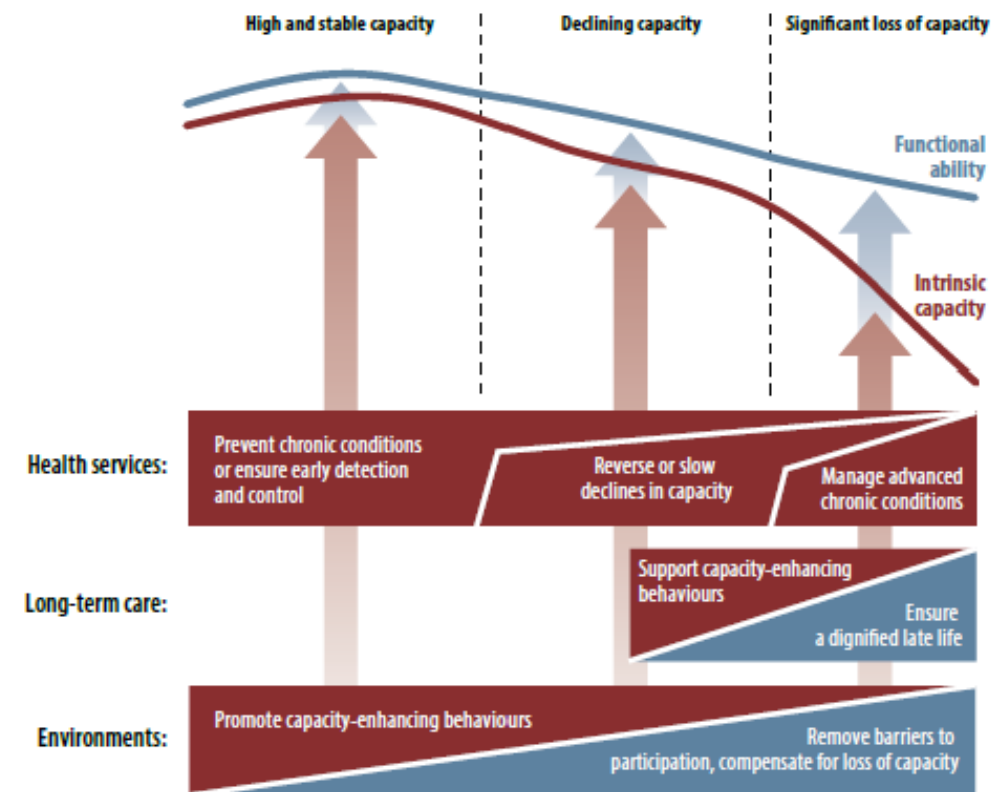 High and stable capacity
Declining capacity
Significant loss of capacity
Functional
ability
Intrinsic
capacity
Health services:
Prevent chronic conditions
or ensure early detection
and control
Reverse or slow
declines in capacity
Manage advanced
chronic conditions
Long-term care:
Support capacity-enhancing
behaviours
Ensure
a dignified late life
Environments:
Promote capacity-enhancing behaviours
Remove barriers to
participation, compensate for loss of capacity